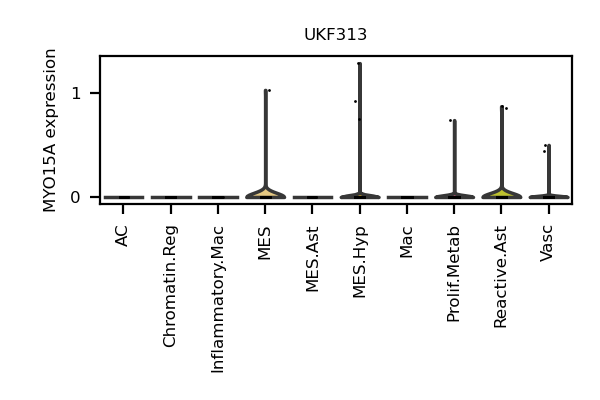 UKF313
MYO15A expression
1
0
AC
Chromatin.Reg
Inflammatory.Mac
MES
MES.Ast
MES.Hyp
Mac
Prolif.Metab
Reactive.Ast
Vasc